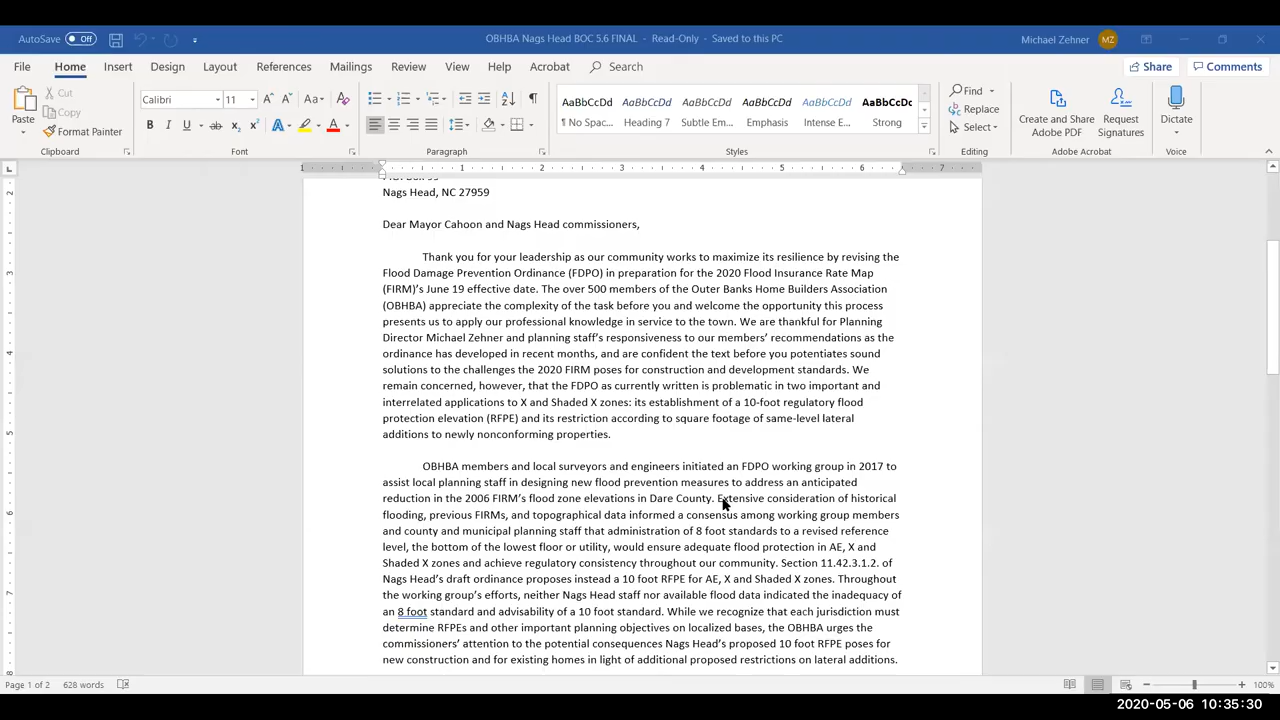 AutoSave Off
OBHBA Nags Head BOC 5.6 FINAL - Read-Only - Saved to this PC
Michael Zehner MZ
File Home Insert Design Layout References Mailings Review View Help Acrobat Search
Share Comments
Paste
Cut
Copy
Format Painter
Clipboard
Calibri 11
Font
Paragraph
AaBbCcDd AaBbCcDd AaBbCcDd AaBbCcDd AaBbCcDd AaBbCcDc
¶ No Spac... Heading 7 Subtle Em... Emphasis Intense E... Strong
Styles
Find
Replace
Select
Editing
Create and Share
Adobe PDF
Request
Signatures
Adobe Acrobat
Dictate
Voice
1 1 2 3 4 5 6 7
Nags Head, NC 27959
Dear Mayor Cahoon and Nags Head commissioners,
Thank you for your leadership as our community works to maximize its resilience by revising the
Flood Damage Prevention Ordinance (FDPO) in preparation for the 2020 Flood Insurance Rate Map
(FIRM)'s June 19 effective date. The over 500 members of the Outer Banks Home Builders Association
(OBHBA) appreciate the complexity of the task before you and welcome the opportunity this process
presents us to apply our professional knowledge in service to the town. We are thankful for Planning
Director Michael Zehner and planning staff's responsiveness to our members' recommendations as the
ordinance has developed in recent months, and are confident the text before you potentiates sound
solutions to the challenges the 2020 FIRM poses for construction and development standards. We
remain concerned, however, that the FDPO as currently written is problematic in two important and
interrelated applications to X and Shaded X zones: its establishment of a 10-foot regulatory flood
protection elevation (RFPE) and its restriction according to square footage of same-level lateral
additions to newly nonconforming properties.
OBHBA members and local surveyors and engineers initiated an FDPO working group in 2017 to
assist local planning staff in designing new flood prevention measures to address an anticipated
reduction in the 2006 FIRM's flood zone elevations in Dare County. Extensive consideration of historical
flooding, previous FIRMs, and topographical data informed a consensus among working group members
and county and municipal planning staff that administration of 8 foot standards to a revised reference
level, the bottom of the lowest floor or utility, would ensure adequate flood protection in AE, X and
Shaded X zones and achieve regulatory consistency throughout our community. Section 11.42.3.1.2. of
Nags Head's draft ordinance proposes instead a 10 foot RFPE for AE, X and Shaded X zones. Throughout
the working group's efforts, neither Nags Head staff nor available flood data indicated the inadequacy of
an 8 foot standard and advisability of a 10 foot standard. While we recognize that each jurisdiction must
determine RFPEs and other important planning objectives on localized bases, the OBHBA urges the
commissioners' attention to the potential consequences Nags Head's proposed 10 foot RFPE poses for
new construction and for existing homes in light of additional proposed restrictions on lateral additions.
Page 1 of 2 628 words
100%
2020-05-06 10:35:30